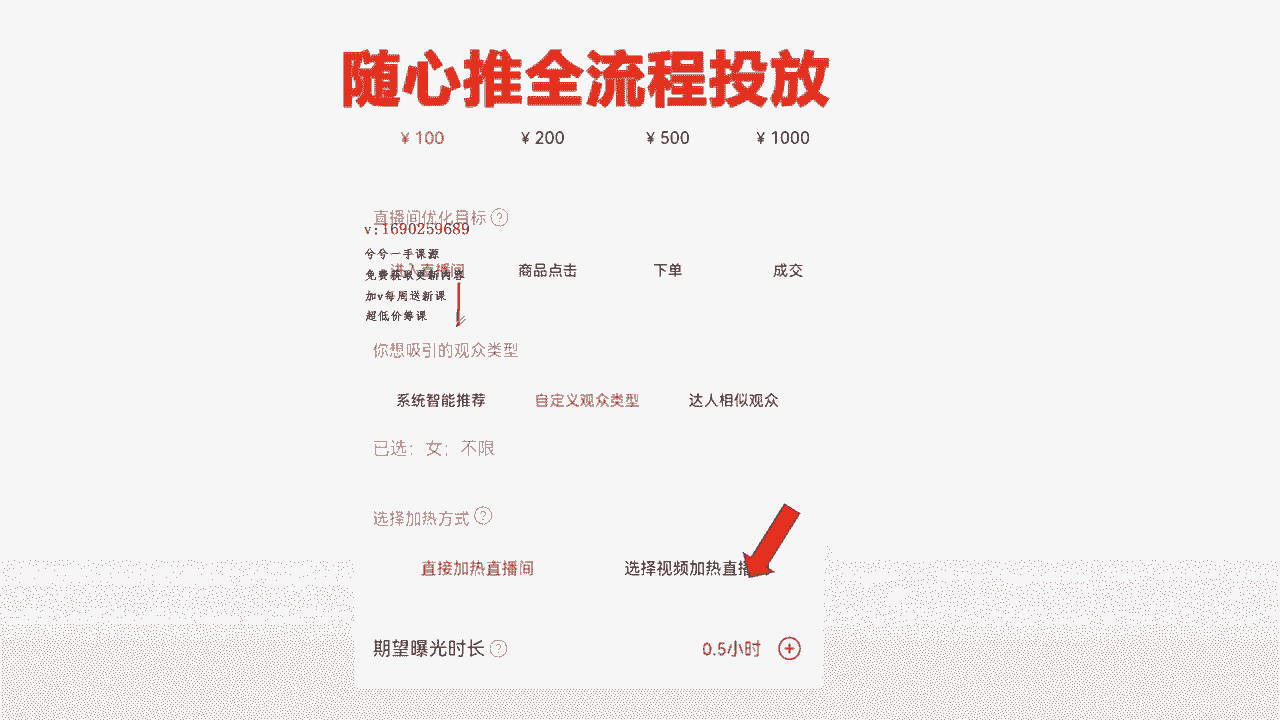 随心推全流程投放
¥ 100 ¥ 200 ¥ 500 ¥ 1000
直播间优化目标 ?
v:1690259689
兮兮一手课源
进入直播间 商品点击 下单 成交
免费获取更新内容
加v每周送新课
超低价筹课
你想吸引的观众类型
系统智能推荐 自定义观众类型 达人相似观众
已选：女；不限
选择加热方式 ?
直接加热直播间 选择视频加热直播
期望曝光时长 ? 0.5小时 +